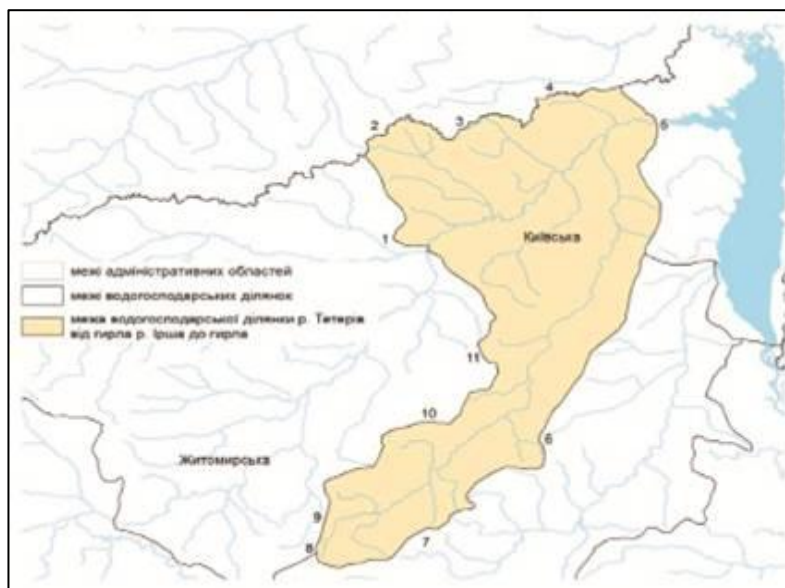 4
2
3
5
1
Київська
межі адміністративних областей
межі водогосподарських ділянок
межа водогосподарської ділянки р. Тетерів
від гирла р. Ірша до гирла
11
10
6
Житомирська
9
7
8